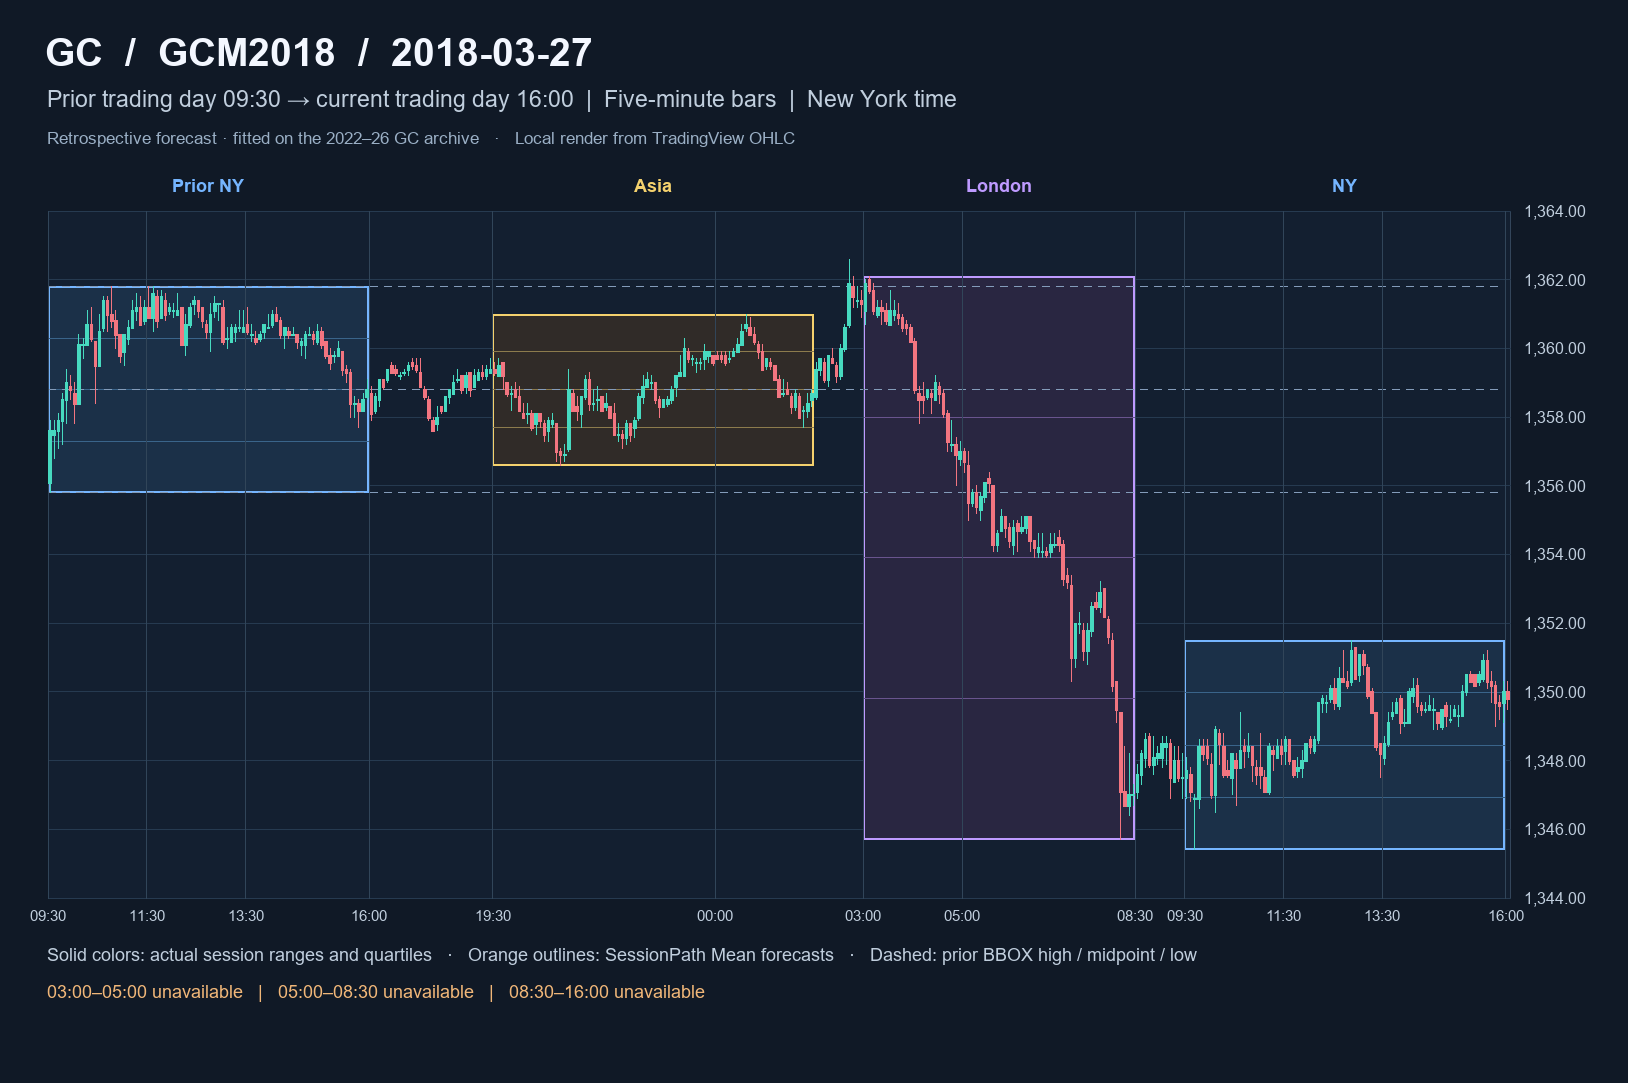 GC / GCM2018 / 2018-03-27
Prior trading day 09:30 → current trading day 16:00 | Five-minute bars | New York time
Retrospective forecast · fitted on the 2022–26 GC archive · Local render from TradingView OHLC
Prior NY Asia London NY
1,364.00
1,362.00
1,360.00
1,358.00
1,356.00
1,354.00
1,352.00
1,350.00
1,348.00
1,346.00
1,344.00
09:30 11:30 13:30 16:00 19:30 00:00 03:00 05:00 08:30 09:30 11:30 13:30 16:00
Solid colors: actual session ranges and quartiles · Orange outlines: SessionPath Mean forecasts · Dashed: prior BBOX high / midpoint / low
03:00–05:00 unavailable | 05:00–08:30 unavailable | 08:30–16:00 unavailable